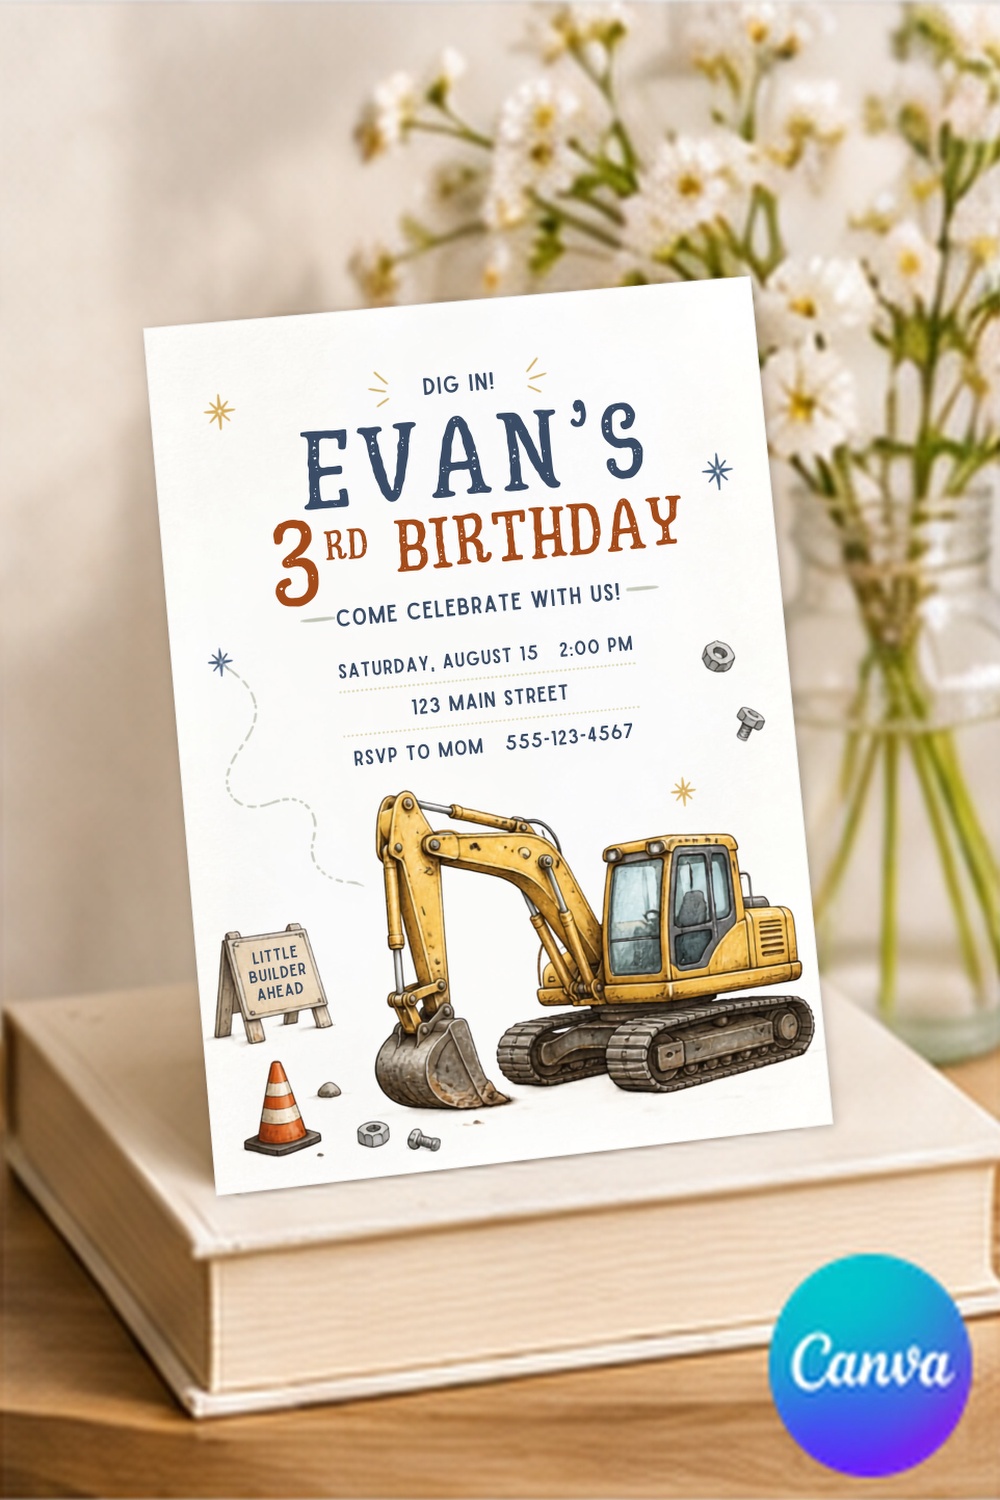 DIG IN!
EVAN'S
3RD BIRTHDAY
COME CELEBRATE WITH US!
SATURDAY, AUGUST 15 2:00 PM
123 MAIN STREET
RSVP TO MOM 555-123-4567
LITTLE
BUILDER
AHEAD
Canva